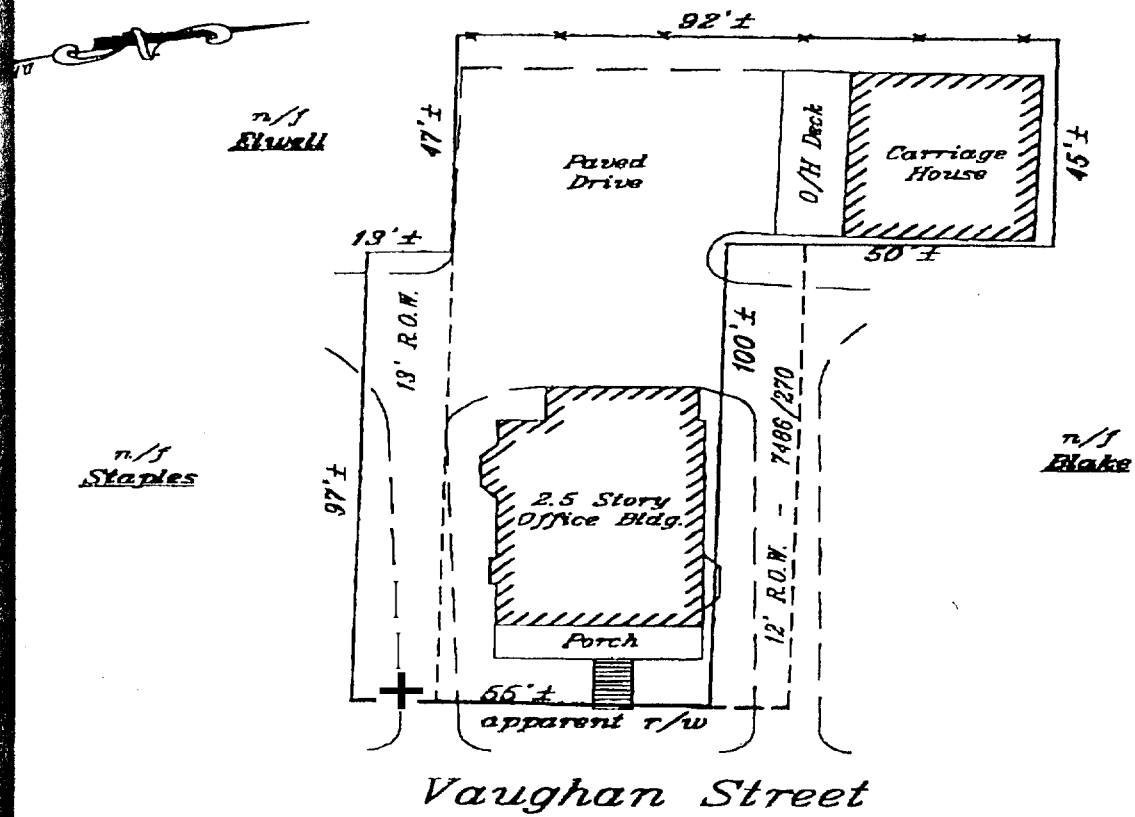 92'±
n/f
Elwell
47'±
Paved
Drive
O/H Deck
Carriage
House
45'±
13'±
50'±
13' R.O.W.
100'±
12' R.O.W. - 7486/270
n/f
Staples
97'±
2.5 Story
Office Bldg.
n/f
Blake
Porch
55'±
apparent r/w
Vaughan Street